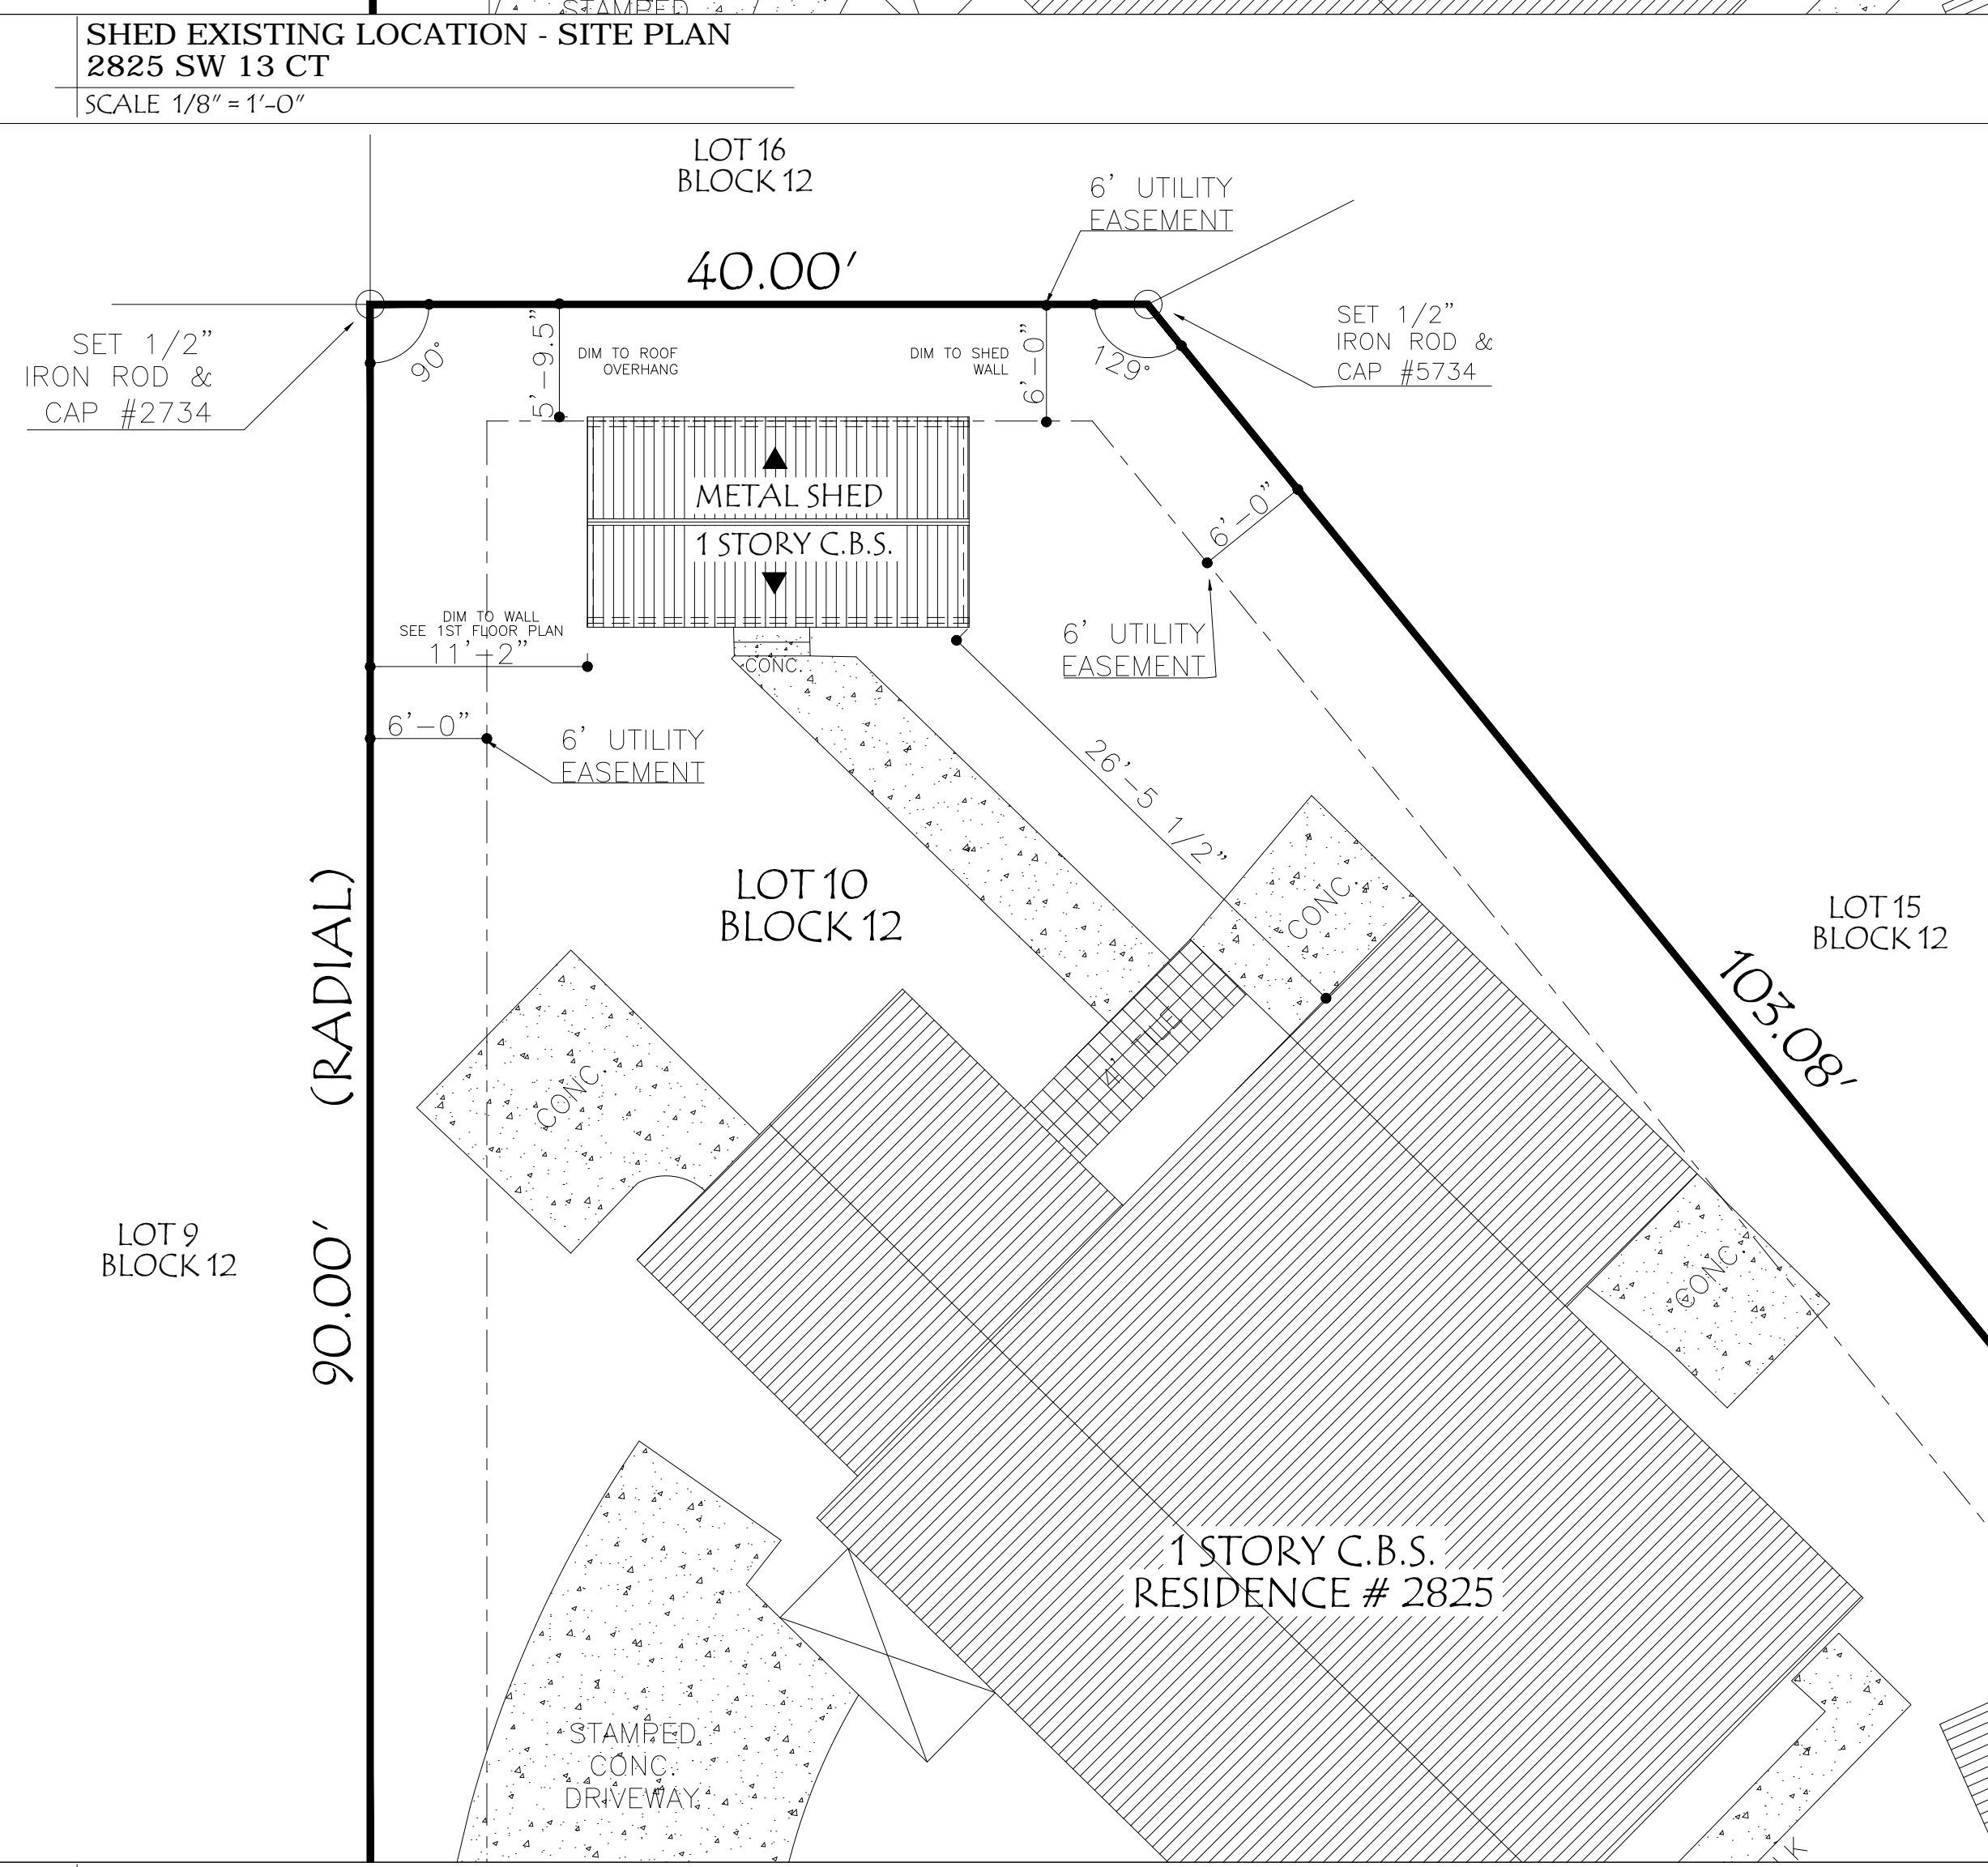 STAMPED
SHED EXISTING LOCATION - SITE PLAN
2825 SW 13 CT
SCALE 1/8" = 1'-0"
LOT 16
BLOCK 12
6' UTILITY
EASEMENT
40.00'
SET 1/2"
IRON ROD &
CAP #2734
90°
5'-9.5"
DIM TO ROOF
OVERHANG
DIM TO SHED
WALL
6'-0"
129°
SET 1/2"
IRON ROD &
CAP #5734
METAL SHED
1 STORY C.B.S.
6'-0"
6' UTILITY
EASEMENT
DIM TO WALL
SEE 1ST FLOOR PLAN
11'-2"
CONC.
6'-0"
6' UTILITY
EASEMENT
26'-5 1/2"
LOT 10
BLOCK 12
CONC.
LOT 15
BLOCK 12
103.08'
(RADIAL)
90.00'
CONC.
4' TILE
LOT 9
BLOCK 12
CONC.
1 STORY C.B.S.
RESIDENCE # 2825
STAMPED
CONC.
DRIVEWAY